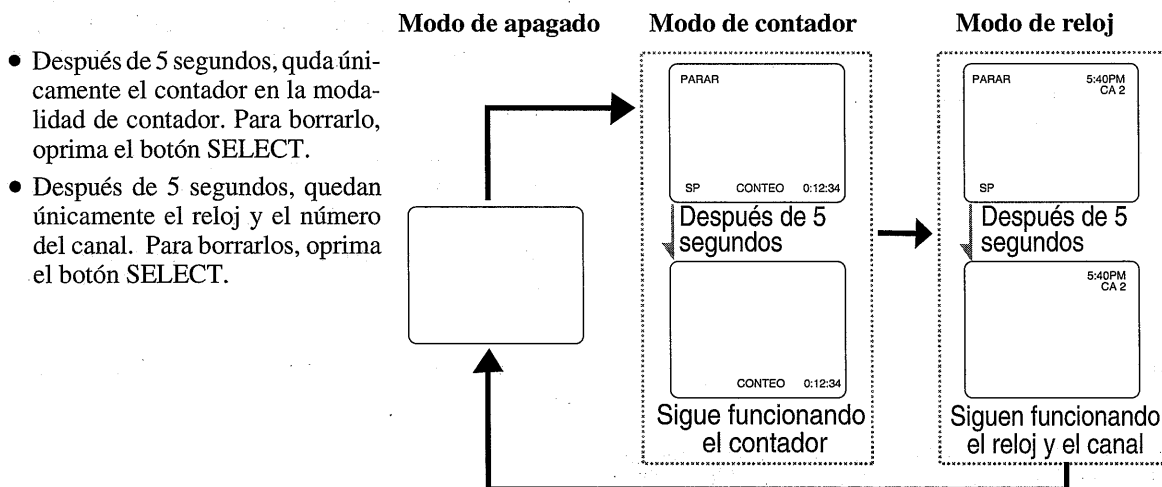 Modo de apagado
Modo de contador
Modo de reloj
• Después de 5 segundos, quda úni-
camente el contador en la moda-
lidad de contador. Para borrarlo,
oprima el botón SELECT.
• Después de 5 segundos, quedan
únicamente el reloj y el número
del canal. Para borrarlos, oprima
el botón SELECT.
PARAR
SP CONTEO 0:12:34
Después de 5
segundos
CONTEO 0:12:34
Sigue funcionando
el contador
PARAR 5:40PM
CA 2
SP
Después de 5
segundos
5:40PM
CA 2
Siguen funcionando
el reloj y el canal